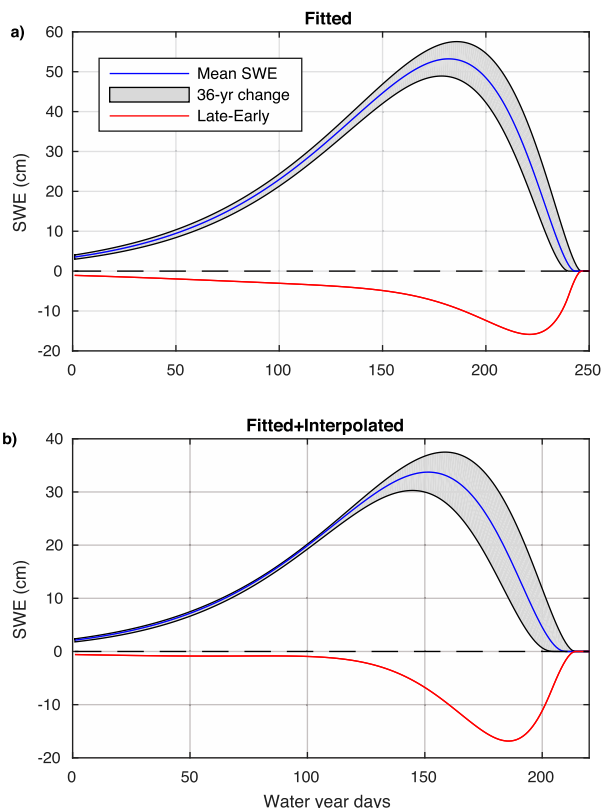 Fitted
a)
60
50
40
30
20
10
0
-10
-20
SWE (cm)
Mean SWE
36-yr change
Late-Early
0 50 100 150 200 250
Fitted+Interpolated
b)
40
30
20
10
0
-10
-20
SWE (cm)
0 50 100 150 200
Water year days